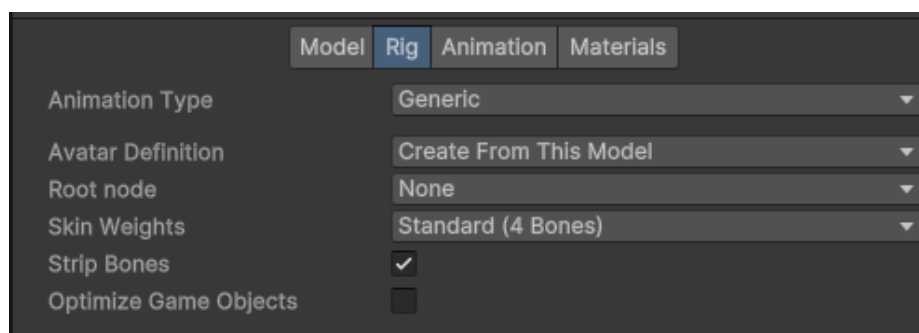 Model Rig Animation Materials
Animation Type Generic
Avatar Definition Create From This Model
Root node None
Skin Weights Standard (4 Bones)
Strip Bones
Optimize Game Objects